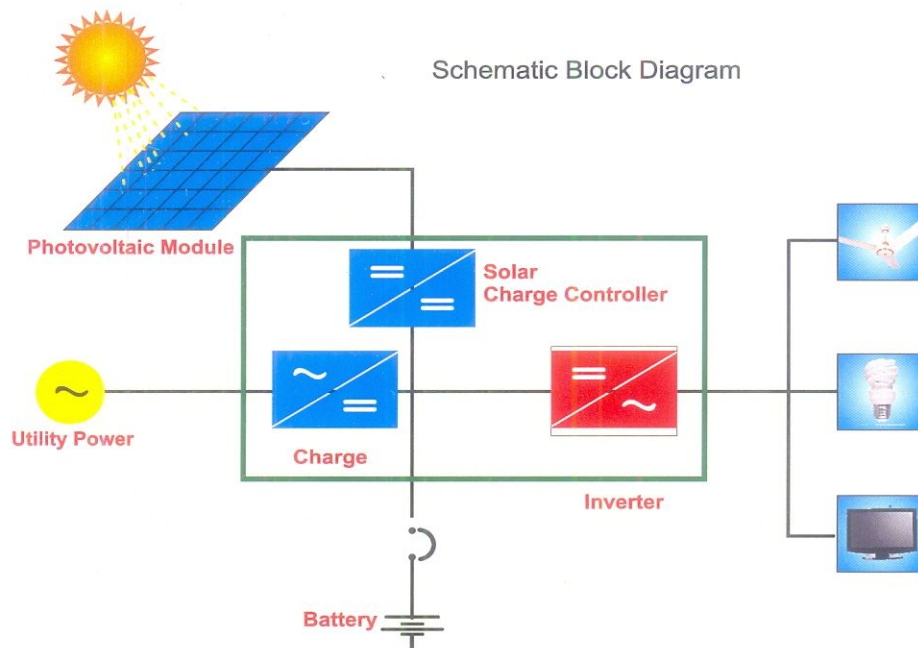 Schematic Block Diagram
Photovoltaic Module
Solar
Charge Controller
Utility Power
Charge
Inverter
Battery